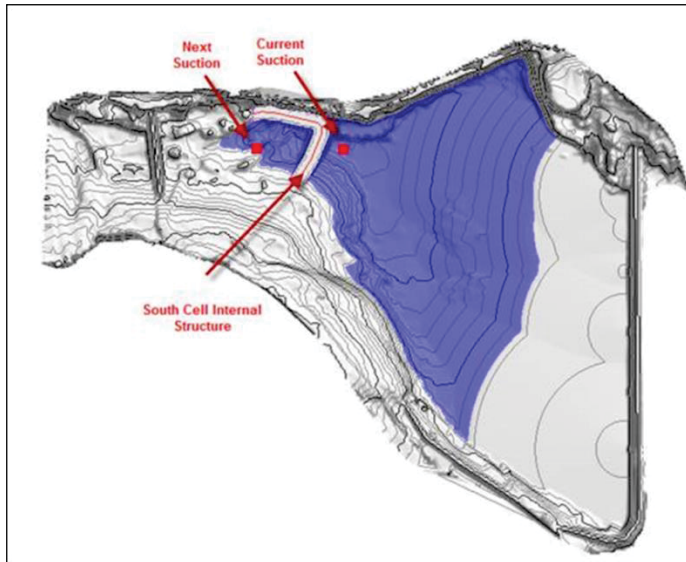 Next
Suction
Current
Suction
South Cell Internal
Structure